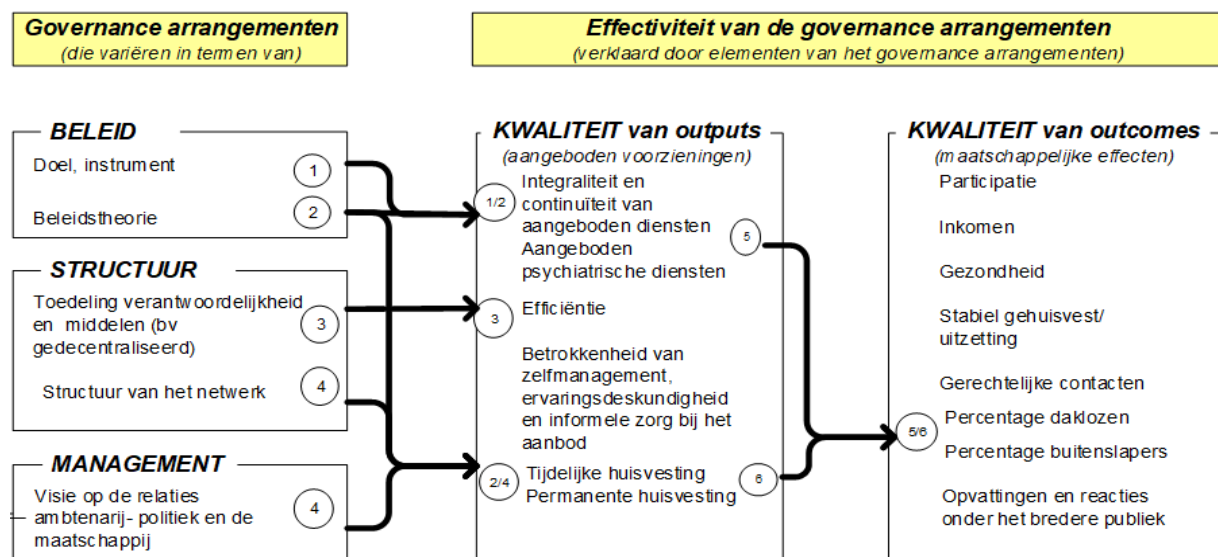 Governance arrangementen
(die variëren in termen van)
Effectiviteit van de governance arrangementen
(verklaard door elementen van het governance arrangementen)
BELEID
Doel, instrument
1
Beleidstheorie
2
STRUCTUUR
Toedeling verantwoordelijkheid
en middelen (bv
gedecentraliseerd)
3
Structuur van het netwerk
4
MANAGEMENT
Visie op de relaties
ambtenarij- politiek en de
maatschappij
4
KWALITEIT van outputs
(aangeboden voorzieningen)
1/2
Integraliteit en
continuïteit van
aangeboden diensten
Aangeboden
psychiatrische diensten
5
3
Efficiëntie
Betrokkenheid van
zelfmanagement,
ervaringsdeskundigheid
en informele zorg bij het
aanbod
2/4
Tijdelijke huisvesting
Permanente huisvesting
6
KWALITEIT van outcomes
(maatschappelijke effecten)
Participatie
Inkomen
Gezondheid
Stabiel gehuisvest/
uitzetting
Gerechtelijke contacten
5/6
Percentage daklozen
Percentage buitenslapers
Opvattingen en reacties
onder het bredere publiek